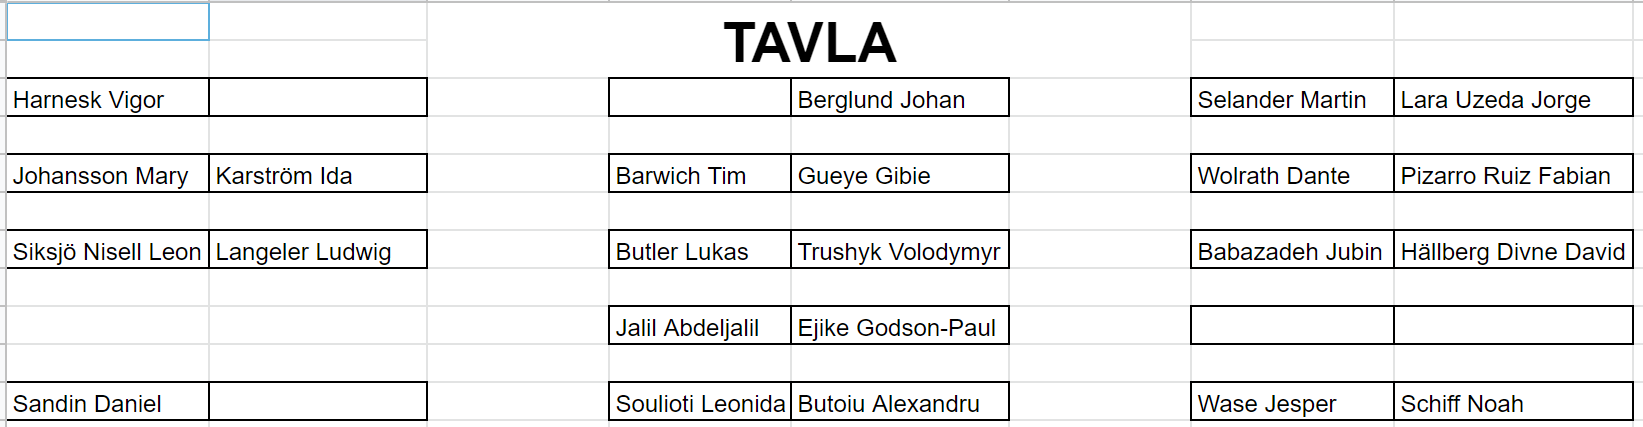 TAVLA
Harnesk Vigor Berglund Johan Selander Martin Lara Uzeda Jorge
Johansson Mary Karström Ida Barwich Tim Gueye Gibie Wolrath Dante Pizarro Ruiz Fabian
Siksjö Nisell Leon Langeler Ludwig Butler Lukas Trushyk Volodymyr Babazadeh Jubin Hällberg Divne David
Jalil Abdeljalil Ejike Godson-Paul
Sandin Daniel Soulioti Leonida Butoiu Alexandru Wase Jesper Schiff Noah